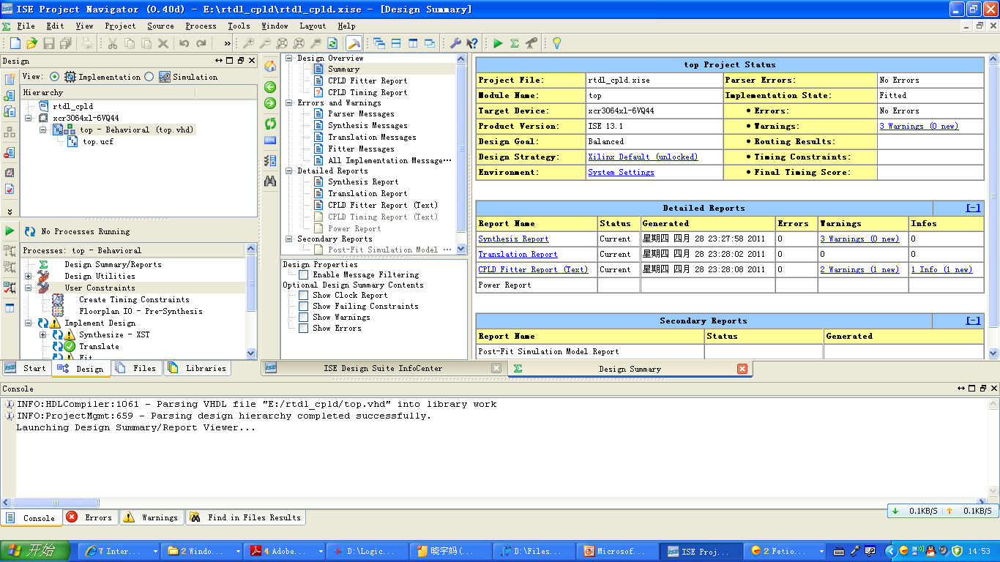 ISE Project Navigator (0.40d) - E:\rtdl_cpld\rtdl_cpld.xise - [Design Summary]
File Edit View Project Source Process Tools Window Layout Help
Design
View: Implementation Simulation
Hierarchy
rtdl_cpld
xcr3064xl-6VQ44
top - Behavioral (top.vhd)
top.ucf
No Processes Running
Processes: top - Behavioral
Design Summary/Reports
Design Utilities
User Constraints
Create Timing Constraints
Floorplan IO - Pre-Synthesis
Implement Design
Synthesize - XST
Translate
Fit
Start Design Files Libraries
Design Overview
Summary
CPLD Fitter Report
CPLD Timing Report
Errors and Warnings
Parser Messages
Synthesis Messages
Translation Messages
Fitter Messages
All Implementation Message...
Detailed Reports
Synthesis Report
Translation Report
CPLD Fitter Report (Text)
CPLD Timing Report (Text)
Power Report
Secondary Reports
Post-Fit Simulation Model ...
Design Properties
Enable Message Filtering
Optional Design Summary Contents
Show Clock Report
Show Failing Constraints
Show Warnings
Show Errors
top Project Status
Project File: rtdl_cpld.xise Parser Errors: No Errors
Module Name: top Implementation State: Fitted
Target Device: xcr3064xl-6VQ44 • Errors: No Errors
Product Version: ISE 13.1 • Warnings: 3 Warnings (0 new)
Design Goal: Balanced • Routing Results:
Design Strategy: Xilinx Default (unlocked) • Timing Constraints:
Environment: System Settings • Final Timing Score:
Detailed Reports [-]
Report Name Status Generated Errors Warnings Infos
Synthesis Report Current 星期四 四月 28 23:27:58 2011 0 3 Warnings (0 new) 0
Translation Report Current 星期四 四月 28 23:28:02 2011 0 0 0
CPLD Fitter Report (Text) Current 星期四 四月 28 23:28:08 2011 0 2 Warnings (1 new) 1 Info (1 new)
Power Report
Secondary Reports [-]
Report Name Status Generated
Post-Fit Simulation Model Report
ISE Design Suite InfoCenter Design Summary
Console
INFO:HDLCompiler:1061 - Parsing VHDL file "E:/rtdl_cpld/top.vhd" into library work
INFO:ProjectMgmt:659 - Parsing design hierarchy completed successfully.
Launching Design Summary/Report Viewer...
0.1KB/S 0.1KB/S
Console Errors Warnings Find in Files Results
开始 7 Inter... 2 Windo... 4 Adobe... D:\Logic... 晓宇妈(... D:\Files... Microsof... ISE Proj... 2 Fetio... 14:53